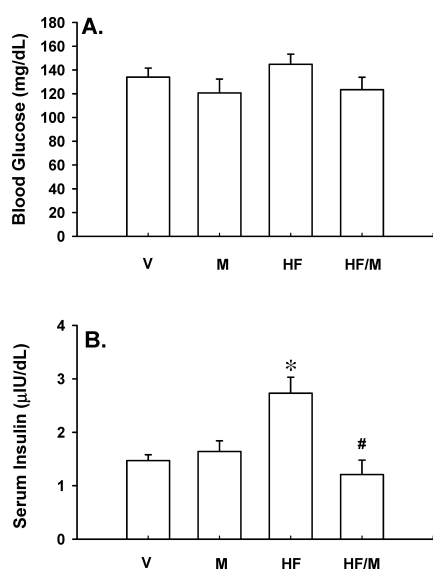 A.
Blood Glucose (mg/dL)
180
160
140
120
100
80
60
40
20
0
V M HF HF/M
B.
Serum Insulin (μIU/dL)
4
3
2
1
0
*
#
V M HF HF/M